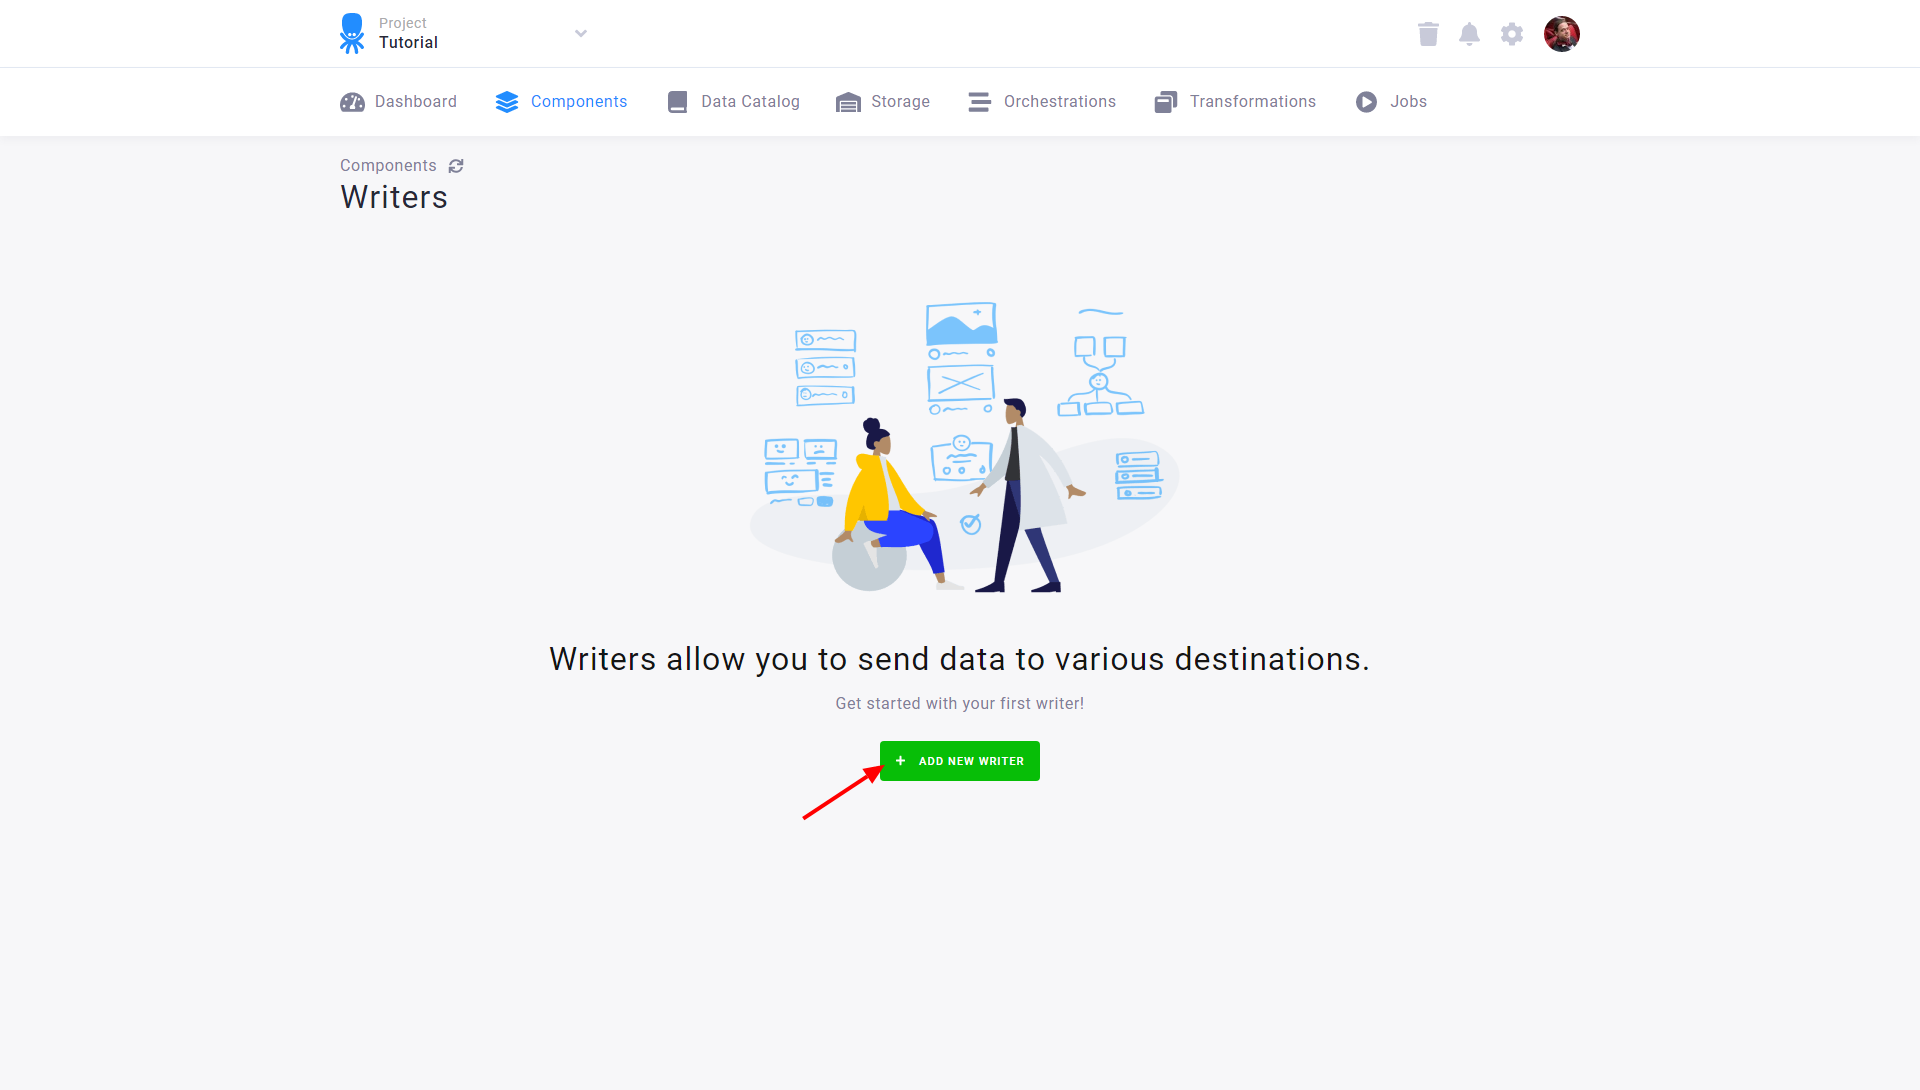 Project
Tutorial
Dashboard
Components
Data Catalog
Storage
Orchestrations
Transformations
Jobs
Components
Writers
Writers allow you to send data to various destinations.
Get started with your first writer!
+ ADD NEW WRITER